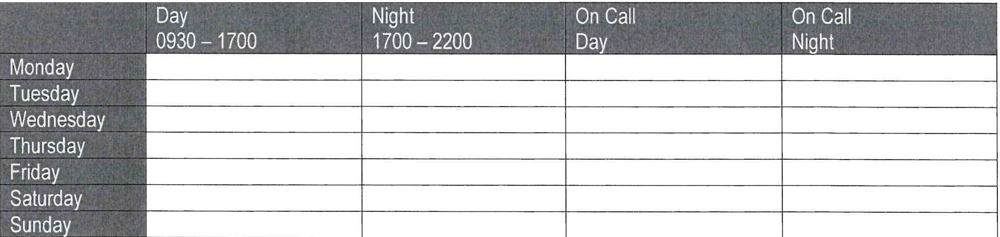 Day Night On Call On Call
0930 – 1700 1700 – 2200 Day Night
Monday
Tuesday
Wednesday
Thursday
Friday
Saturday
Sunday